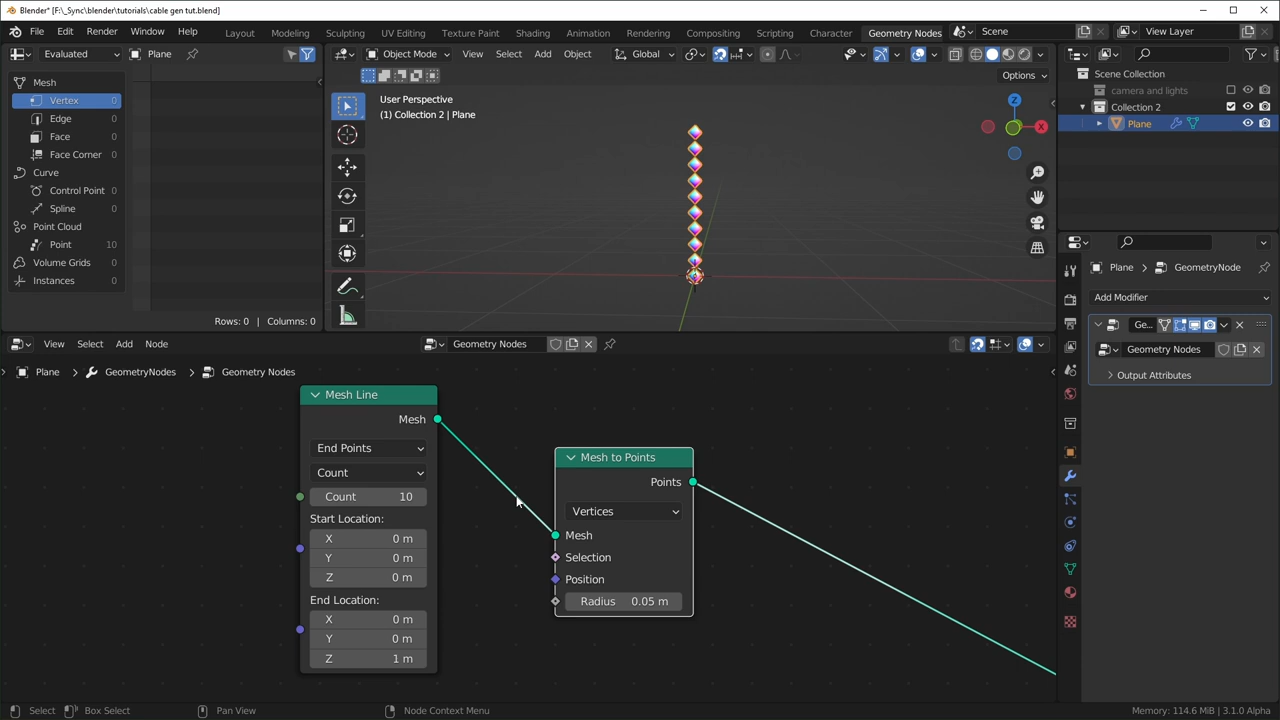 Blender* [F:\_Sync\blender\tutorials\cable gen tut.blend]
File Edit Render Window Help Layout Modeling Sculpting UV Editing Texture Paint Shading Animation Rendering Compositing Scripting Character Geometry Nodes Scene View Layer
Evaluated Plane
Object Mode View Select Add Object Global
Options
Mesh
Vertex 0
Edge 0
Face 0
Face Corner 0
Curve
Control Point 0
Spline 0
Point Cloud
Point 10
Volume Grids 0
Instances 0
Rows: 0 | Columns: 0
User Perspective
(1) Collection 2 | Plane
Z
X
Scene Collection
camera and lights
Collection 2
Plane
Plane GeometryNode
Add Modifier
Ge...
Geometry Nodes
Output Attributes
View Select Add Node Geometry Nodes
Plane GeometryNodes Geometry Nodes
Mesh Line
Mesh
End Points
Count
Count 10
Start Location:
X 0 m
Y 0 m
Z 0 m
End Location:
X 0 m
Y 0 m
Z 1 m
Mesh to Points
Points
Vertices
Mesh
Selection
Position
Radius 0.05 m
Select Box Select Pan View Node Context Menu Memory: 114.6 MiB | 3.1.0 Alpha